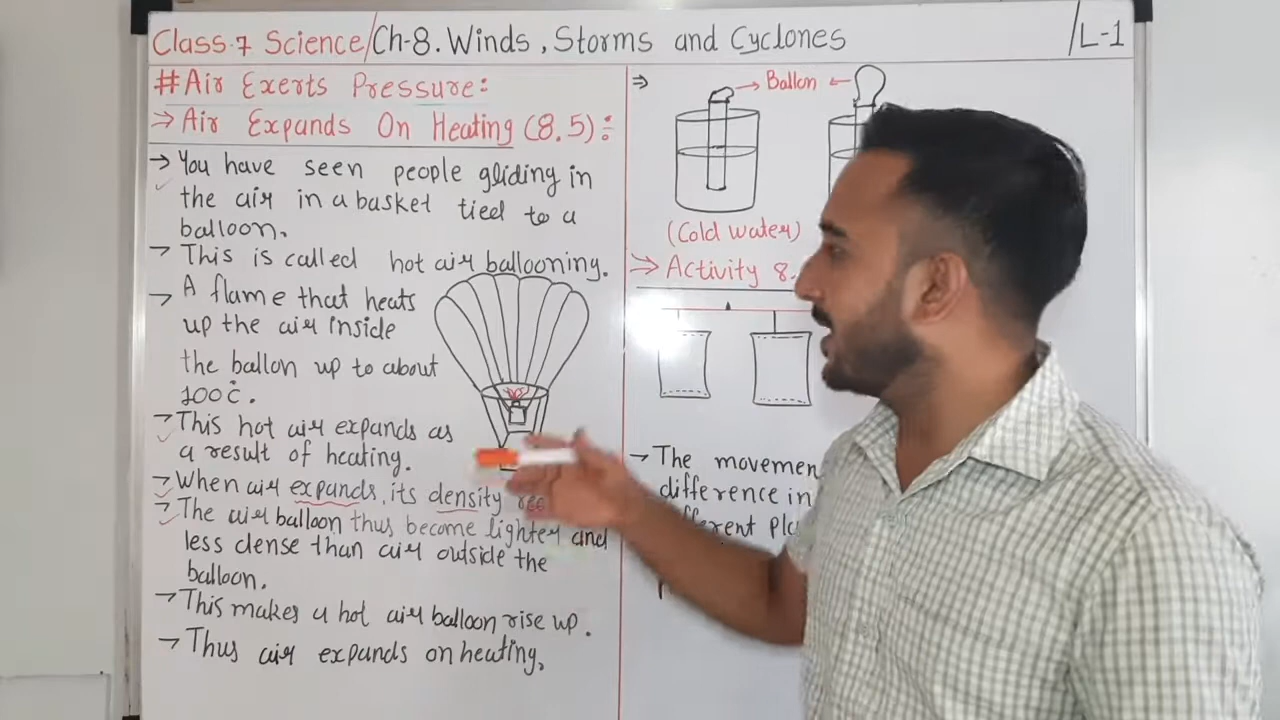 Class.7 Science/Ch-8. Winds, Storms and Cyclones /L-1
#Air Exerts Pressure:
⇒ Air Expands On Heating (8.5):
→ You have seen people gliding in
the air in a basket tied to a
balloon.
→ This is called hot air ballooning.
→ A flame that heats
up the air inside
the ballon up to about
100°C.
→ This hot air expands as
a result of heating.
→ When air expands, its density
→ The air balloon thus become lighter and
less dense than air outside the
balloon.
→ This makes a hot air balloon rise up.
→ Thus air expands on heating.
⇒ → Ballon ←
(Cold water)
⇒ Activity 8.
→ The
difference in